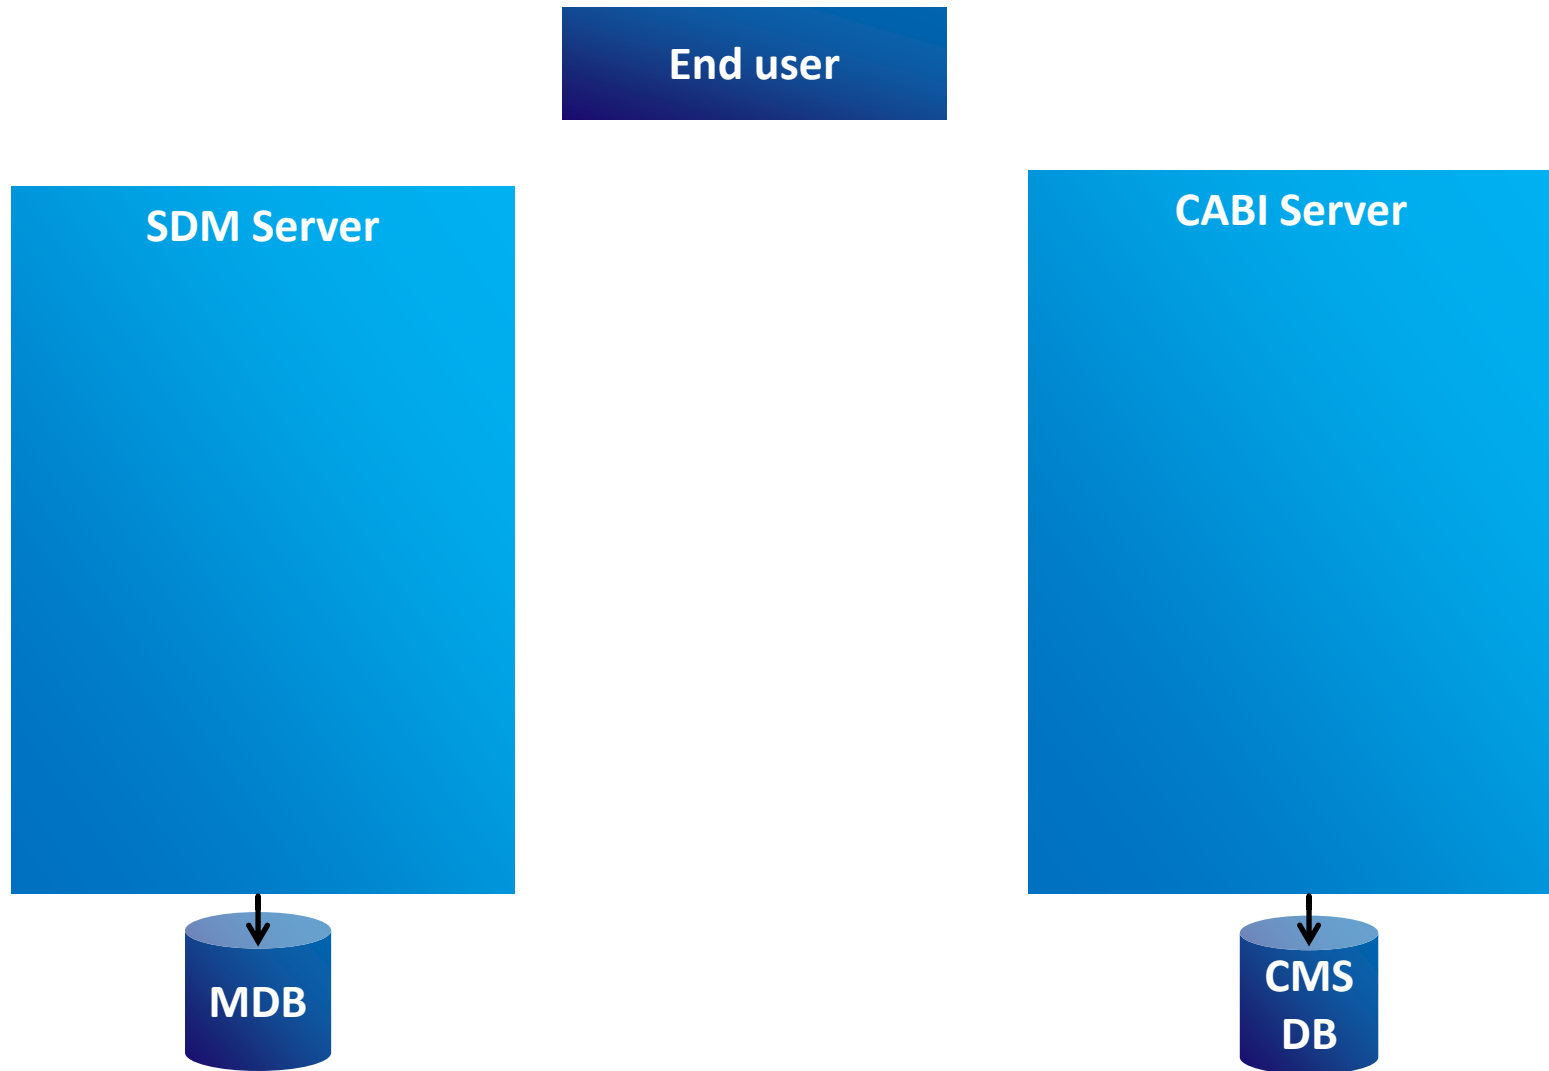 End user
SDM Server
CABI Server
MDB
CMS
DB